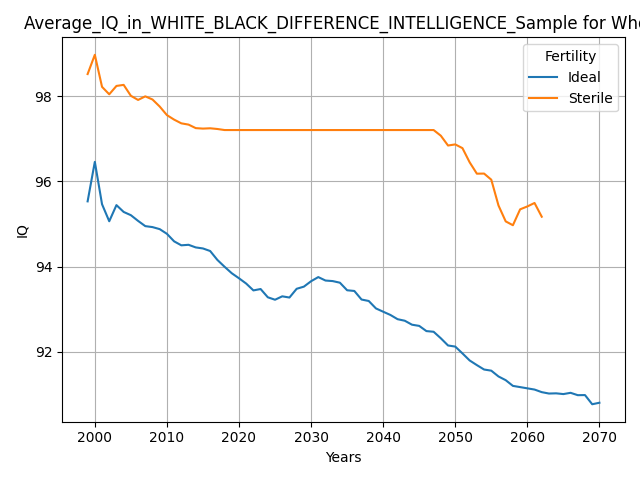 Average_IQ_in_WHITE_BLACK_DIFFERENCE_INTELLIGENCE_Sample for Who
Fertility
Ideal
Sterile
IQ
98
96
94
92
2000 2010 2020 2030 2040 2050 2060 2070
Years